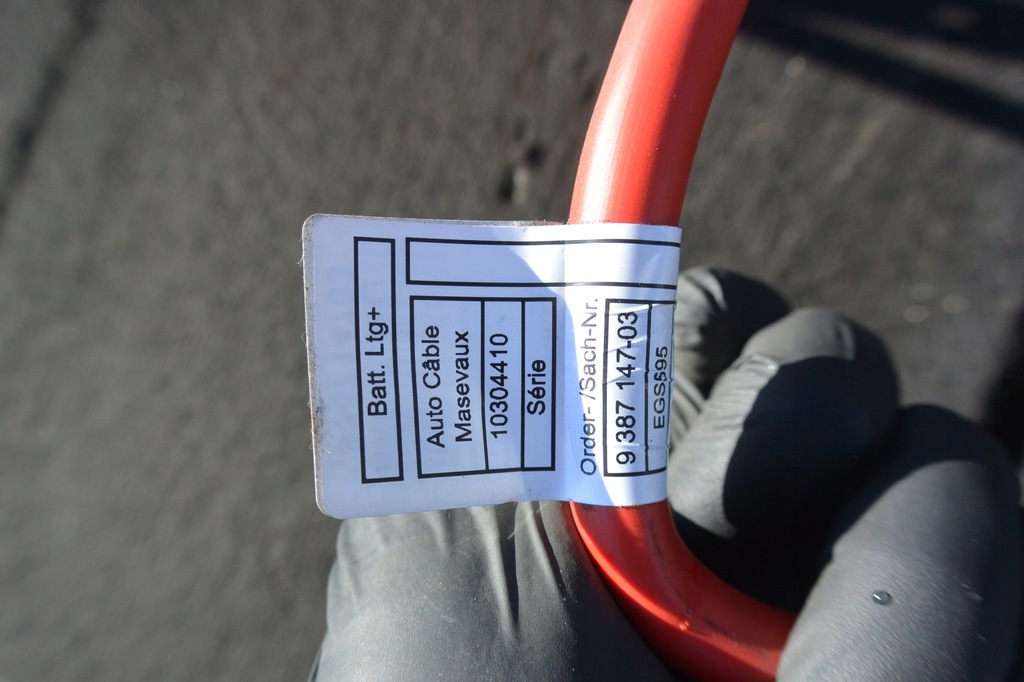 Batt. Ltg+
Auto Câble
Masevaux
10304410
Série
Order- /Sach-Nr.
9 387 147-03
EGS595